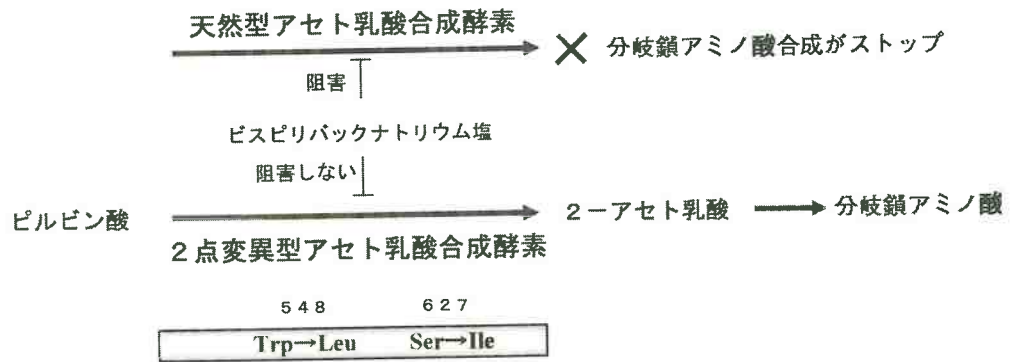 天然型アセト乳酸合成酵素
分岐鎖アミノ酸合成がストップ
阻害
ビスピリバックナトリウム塩
阻害しない
ピルビン酸
2-アセト乳酸
分岐鎖アミノ酸
2点変異型アセト乳酸合成酵素
548 627
Trp→Leu Ser→Ile